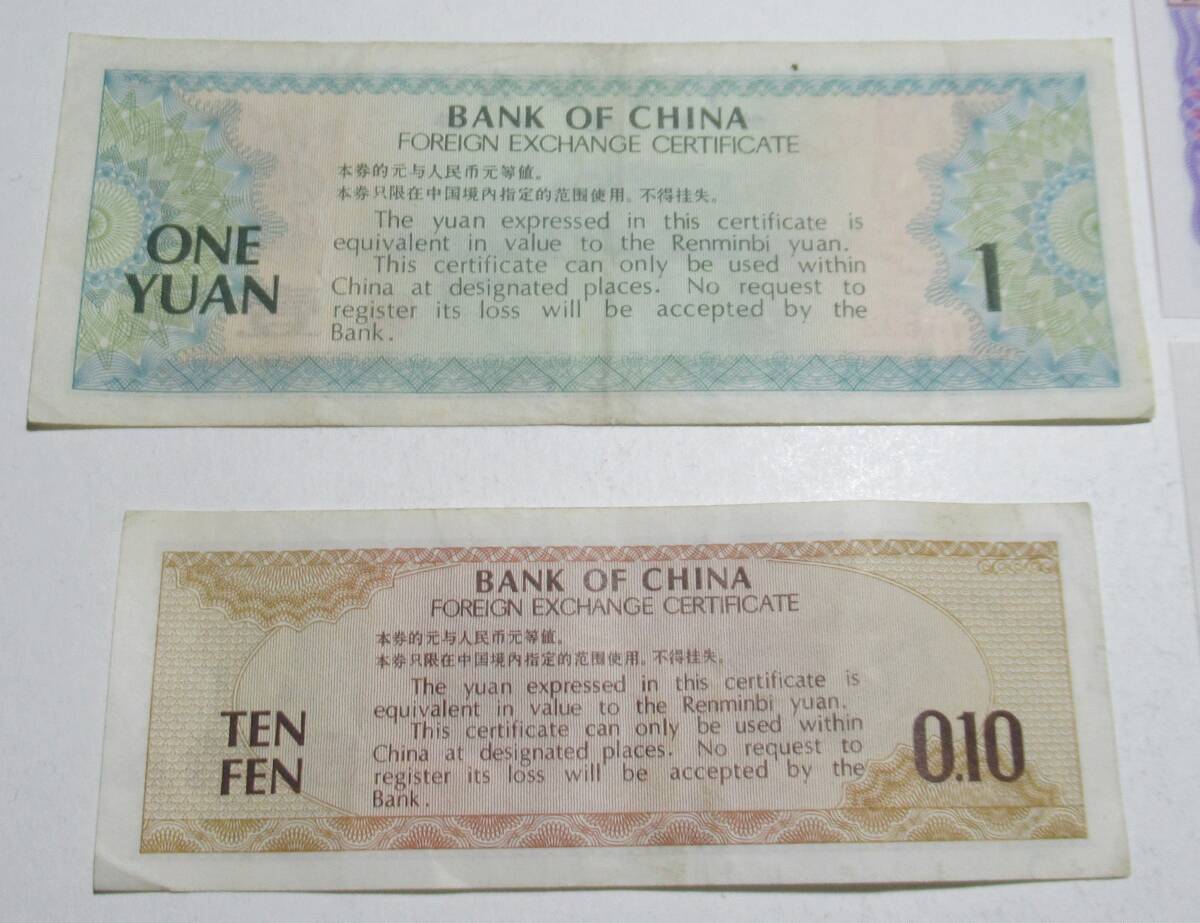 BANK OF CHINA
FOREIGN EXCHANGE CERTIFICATE
本券的元与人民币元等値。
本券只限在中国境内指定的范围使用。不得挂失。
The yuan expressed in this certificate is
equivalent in value to the Renminbi yuan.
This certificate can only be used within
China at designated places. No request to
register its loss will be accepted by the
Bank.
ONE
YUAN
1
BANK OF CHINA
FOREIGN EXCHANGE CERTIFICATE
本券的元与人民币元等値。
本券只限在中国境内指定的范围使用。不得挂失。
The yuan expressed in this certificate is
equivalent in value to the Renminbi yuan.
This certificate can only be used within
China at designated places. No request to
register its loss will be accepted by the
Bank.
TEN
FEN
0.10